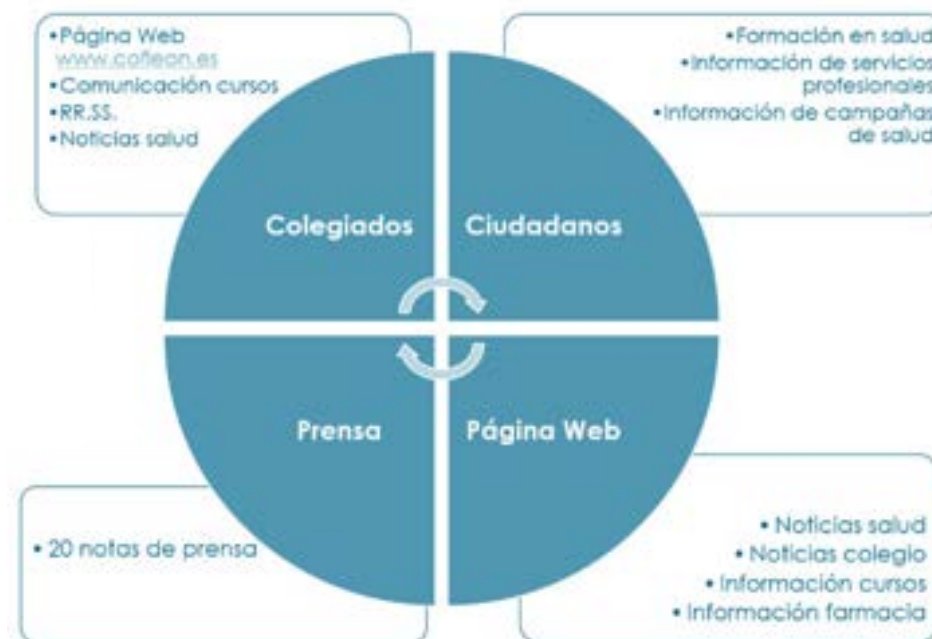 •Página Web
www.cofleon.es
•Comunicación cursos
•RR.SS.
•Noticias salud
•Formación en salud
•Información de servicios
profesionales
•Información de campañas
de salud
Colegiados
Ciudadanos
Prensa
Página Web
• 20 notas de prensa
• Noticias salud
• Noticias colegio
• Información cursos
• Información farmacia